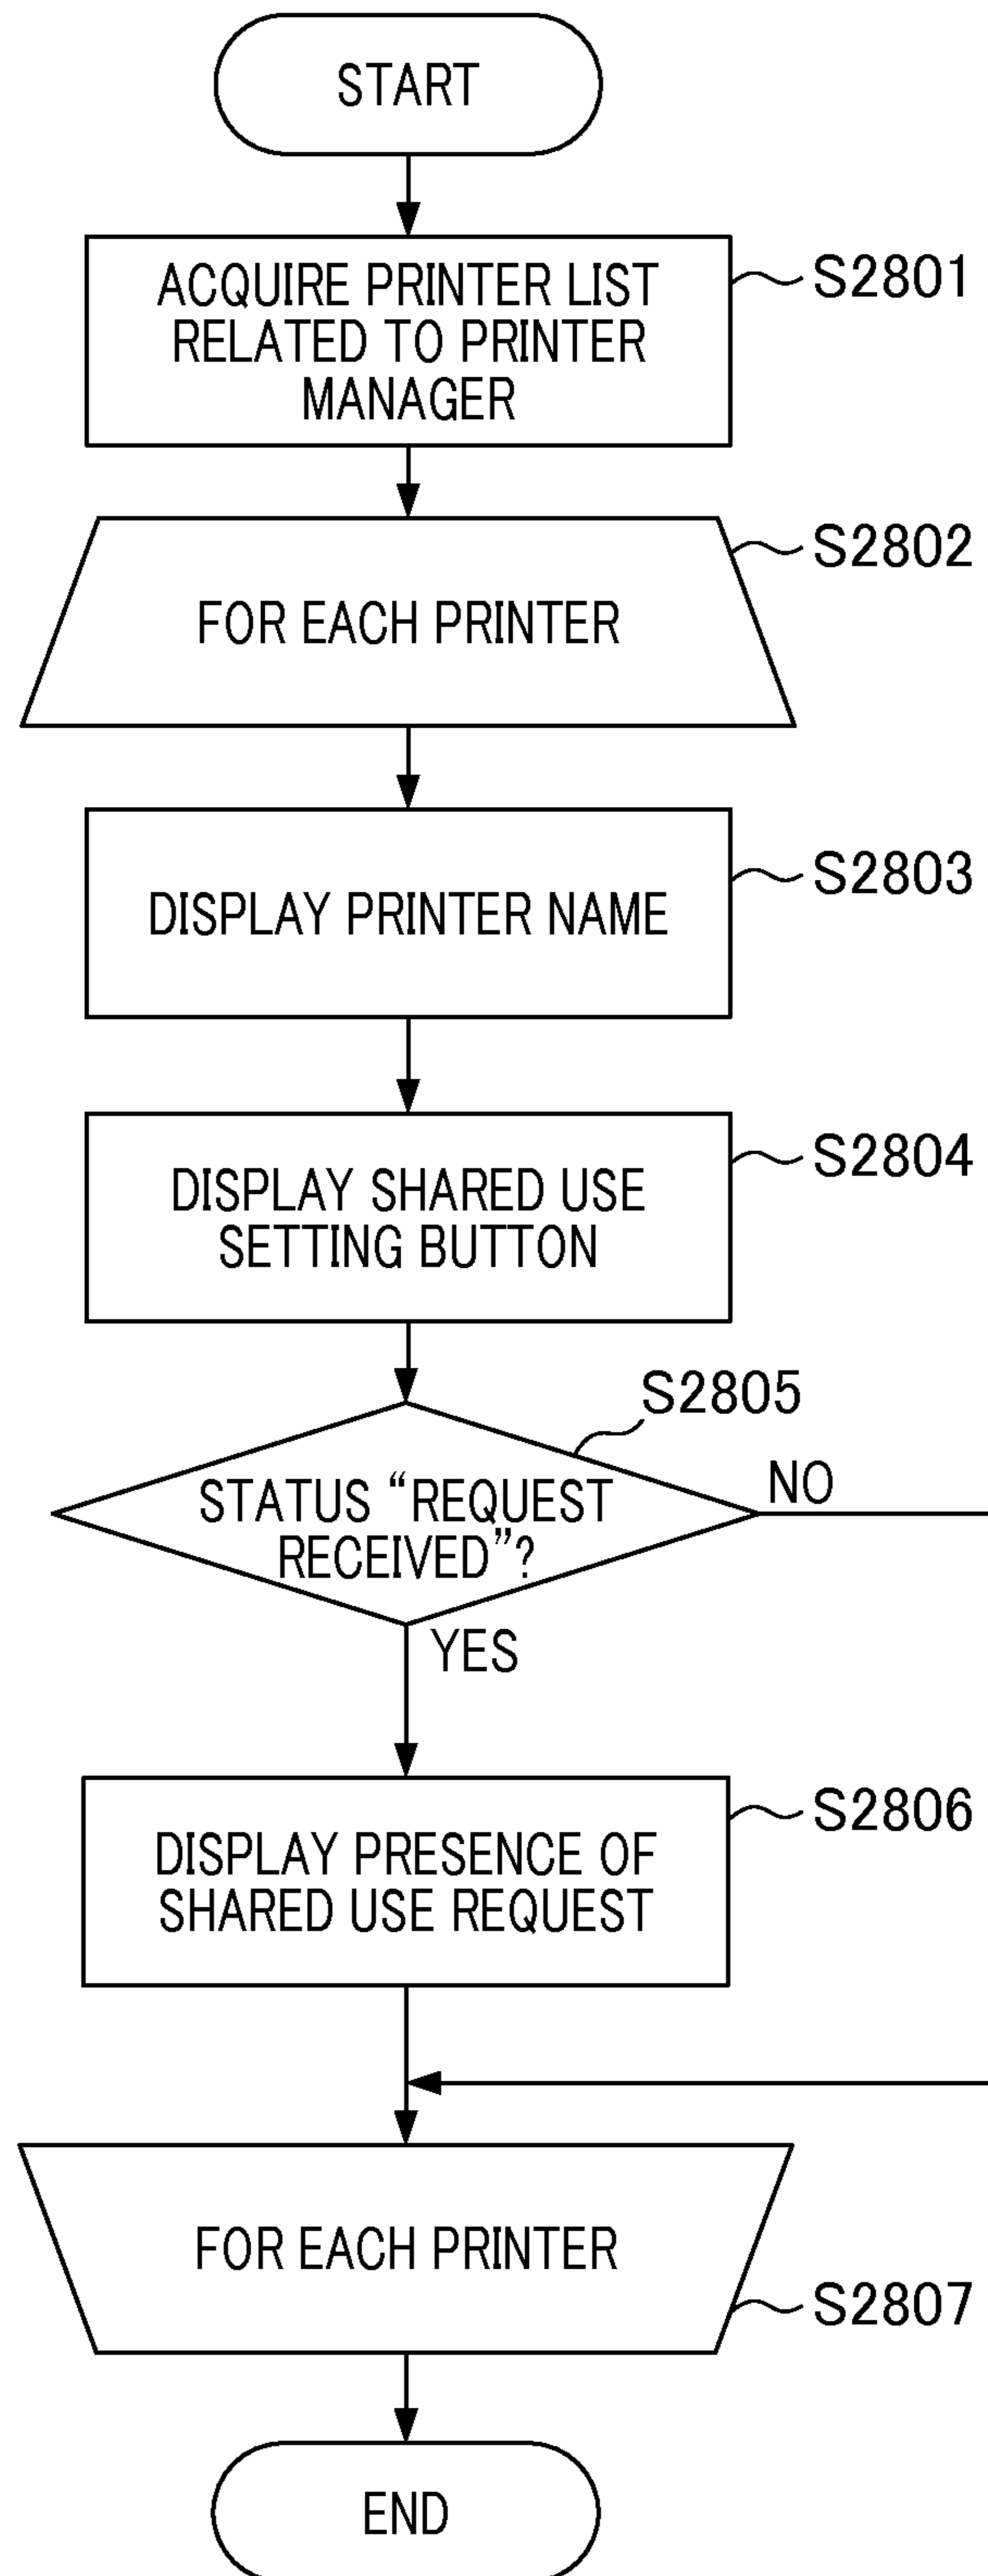 START
ACQUIRE PRINTER LIST
RELATED TO PRINTER
MANAGER
S2801
FOR EACH PRINTER
S2802
DISPLAY PRINTER NAME
S2803
DISPLAY SHARED USE
SETTING BUTTON
S2804
STATUS “REQUEST
RECEIVED”?
S2805
NO
YES
DISPLAY PRESENCE OF
SHARED USE REQUEST
S2806
FOR EACH PRINTER
S2807
END